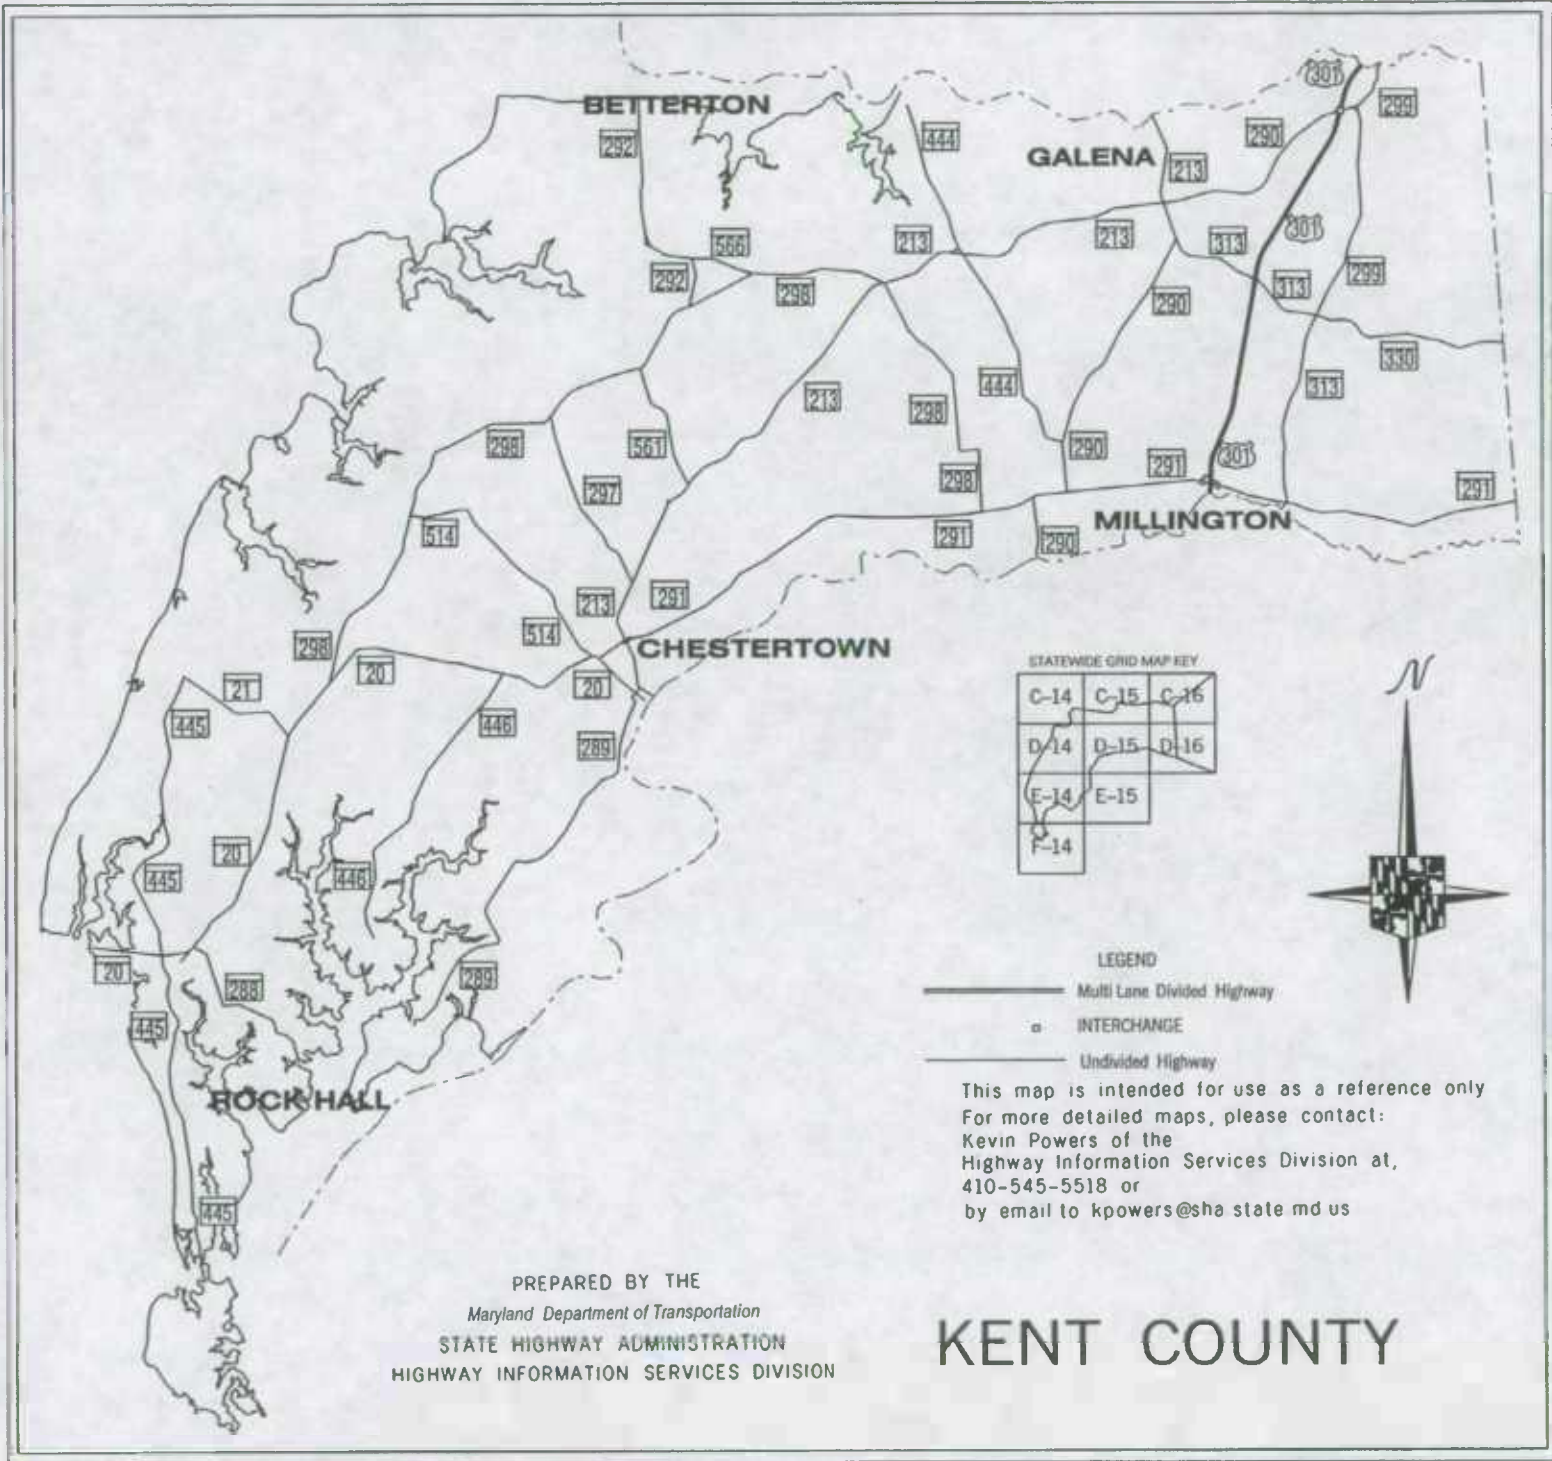 301
299
BETTERTON
292
444
290
GALENA
213
566
213
213
313
301
292
298
290
313
299
330
213
298
444
313
298
561
290
291
301
297
298
291
514
291
290
MILLINGTON
213
291
298
514
CHESTERTOWN
20
21
20
445
446
289
STATEWIDE GRID MAP KEY
C-14 C-15 C-16
D-14 D-15 D-16
E-14 E-15
F-14
N
20
445
446
20
288
289
445
LEGEND
Multi Lane Divided Highway
INTERCHANGE
Undivided Highway
ROCK HALL
445
This map is intended for use as a reference only
For more detailed maps, please contact:
Kevin Powers of the
Highway Information Services Division at,
410-545-5518 or
by email to kpowers@sha state md us
PREPARED BY THE
Maryland Department of Transportation
STATE HIGHWAY ADMINISTRATION
HIGHWAY INFORMATION SERVICES DIVISION
KENT COUNTY